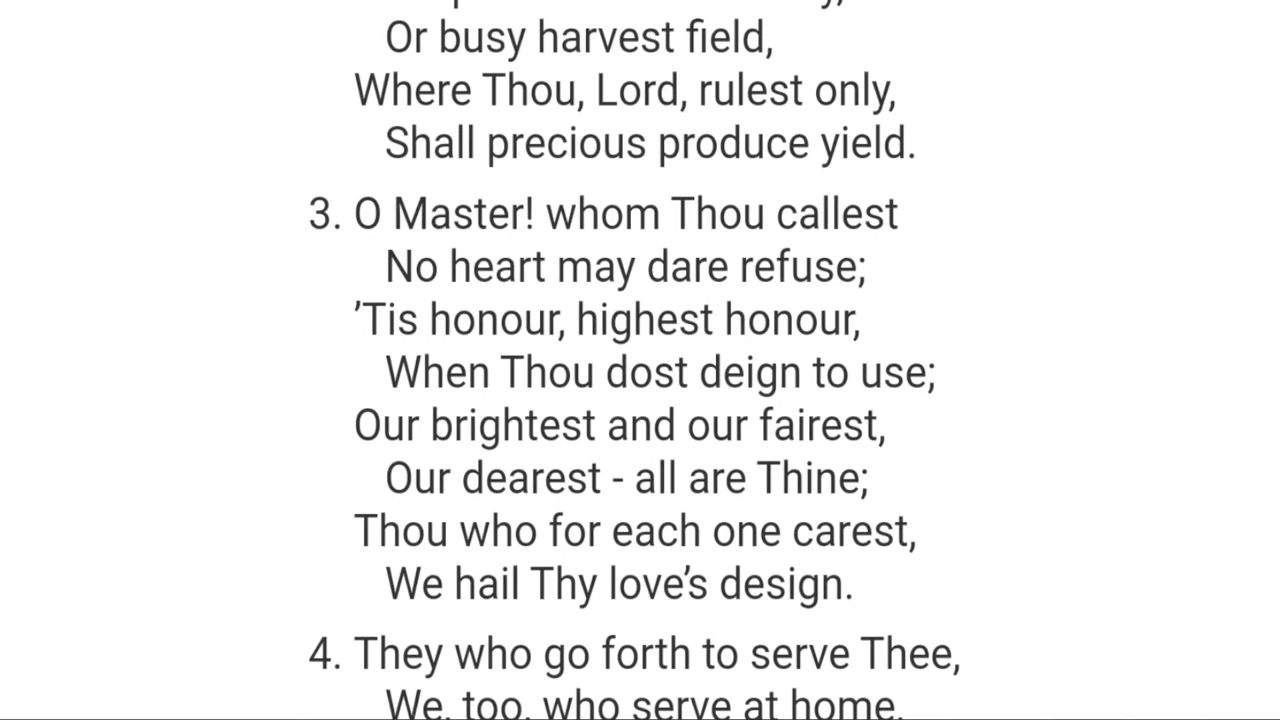 Or busy harvest field,
Where Thou, Lord, rulest only,
Shall precious produce yield.
3. O Master! whom Thou callest
No heart may dare refuse;
’Tis honour, highest honour,
When Thou dost deign to use;
Our brightest and our fairest,
Our dearest - all are Thine;
Thou who for each one carest,
We hail Thy love’s design.
4. They who go forth to serve Thee,
We, too, who serve at home,